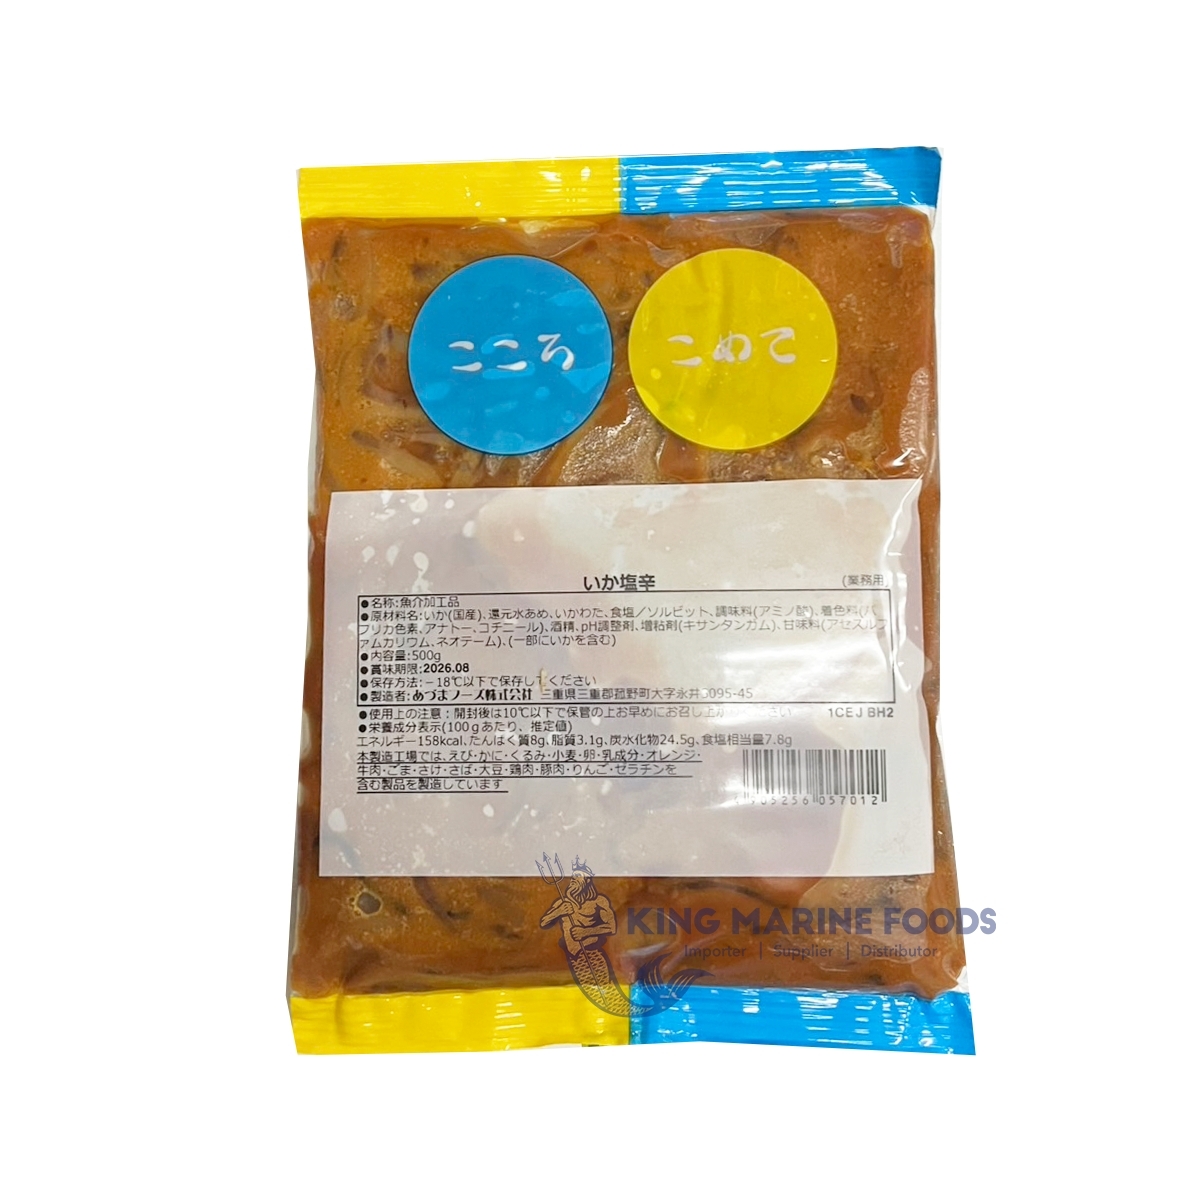 こころ
こめて
いか塩辛
(業務用)
●名称:魚介加工品
●原材料名:いか(国産)、還元水あめ、いかわた、食塩／ソルビット、調味料(アミノ酸)、着色料(パ
プリカ色素、アナトー、コチニール)、酒精、pH調整剤、増粘剤(キサンタンガム)、甘味料(アセスルフ
ァムカリウム、ネオテーム)、(一部にいかを含む)
●内容量:500g
●賞味期限:2026.08
●保存方法:－18℃以下で保存してください
●製造者:あづまフーズ株式会社 三重県三重郡菰野町大字永井3095-45
●使用上の注意：開封後は10℃以下で保管の上お早めにお召し上がりください 1CEJ BH2
●栄養成分表示(100gあたり、推定値)
エネルギー158kcal、たんぱく質8g、脂質3.1g、炭水化物24.5g、食塩相当量7.8g
本製造工場では、えび・かに・くるみ・小麦・卵・乳成分・オレンジ・
牛肉・ごま・さけ・さば・大豆・鶏肉・豚肉・りんご・ゼラチンを
含む製品を製造しています
057012
KING MARINE FOODS
Importer | Supplier | Distributor